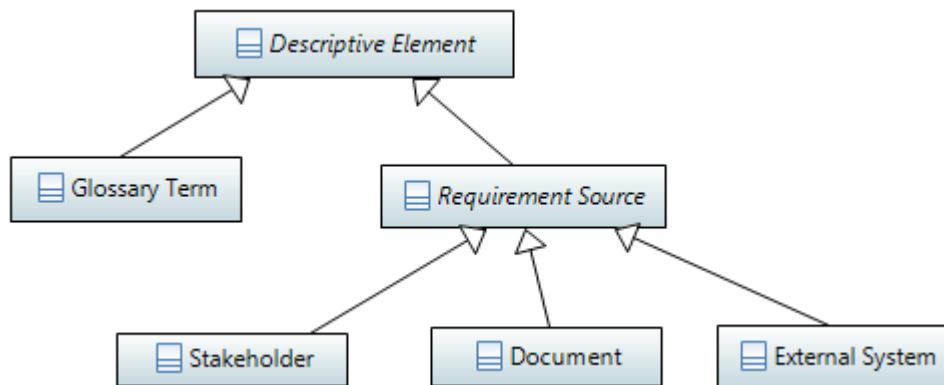 Descriptive Element
Glossary Term
Requirement Source
Stakeholder
Document
External System